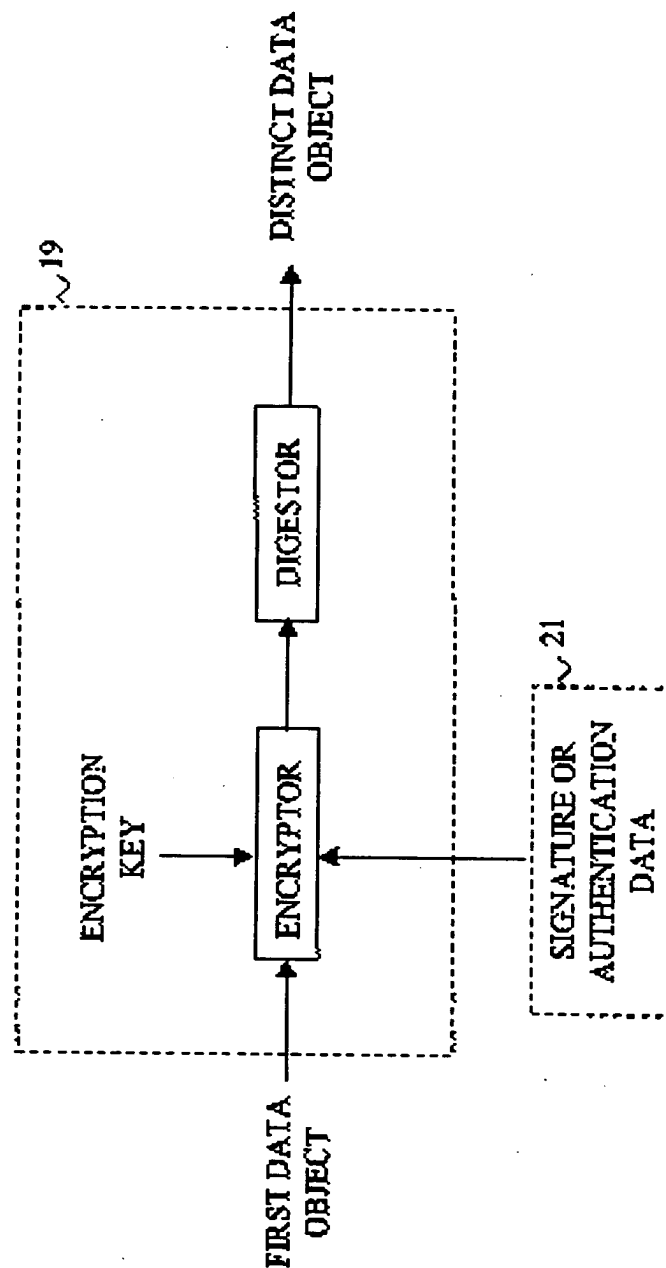 19
ENCRYPTION
KEY
FIRST DATA
OBJECT
ENCRYPTOR
DIGESTOR
DISTINCT DATA
OBJECT
21
SIGNATURE OR
AUTHENTICATION
DATA